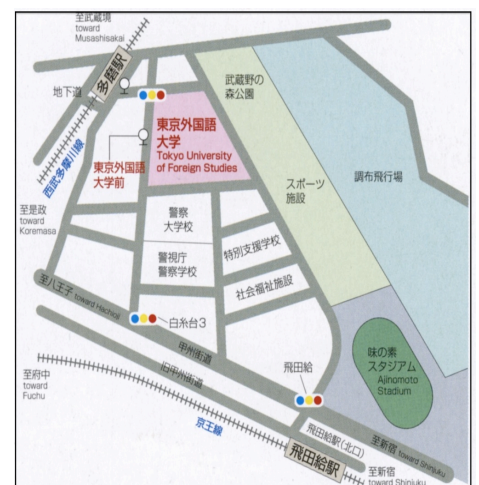 至武蔵境
toward
Musashisakai
多磨駅
地下道
西武多摩川線
東京外国語
大学
Tokyo University
of Foreign Studies
東京外国語
大学前
武蔵野の
森公園
スポーツ
施設
調布飛行場
至是政
toward
Koremasa
警察
大学校
警視庁
警察学校
特別支援学校
社会福祉施設
至八王子 toward Hachioji
白糸台3
甲州街道
旧甲州街道
飛田給
味の素
スタジアム
Ajinomoto
Stadium
至府中
toward
Fuchu
京王線
飛田給駅(北口)
飛田給駅
至新宿 toward Shinjuku
至新宿
toward Shinjuku